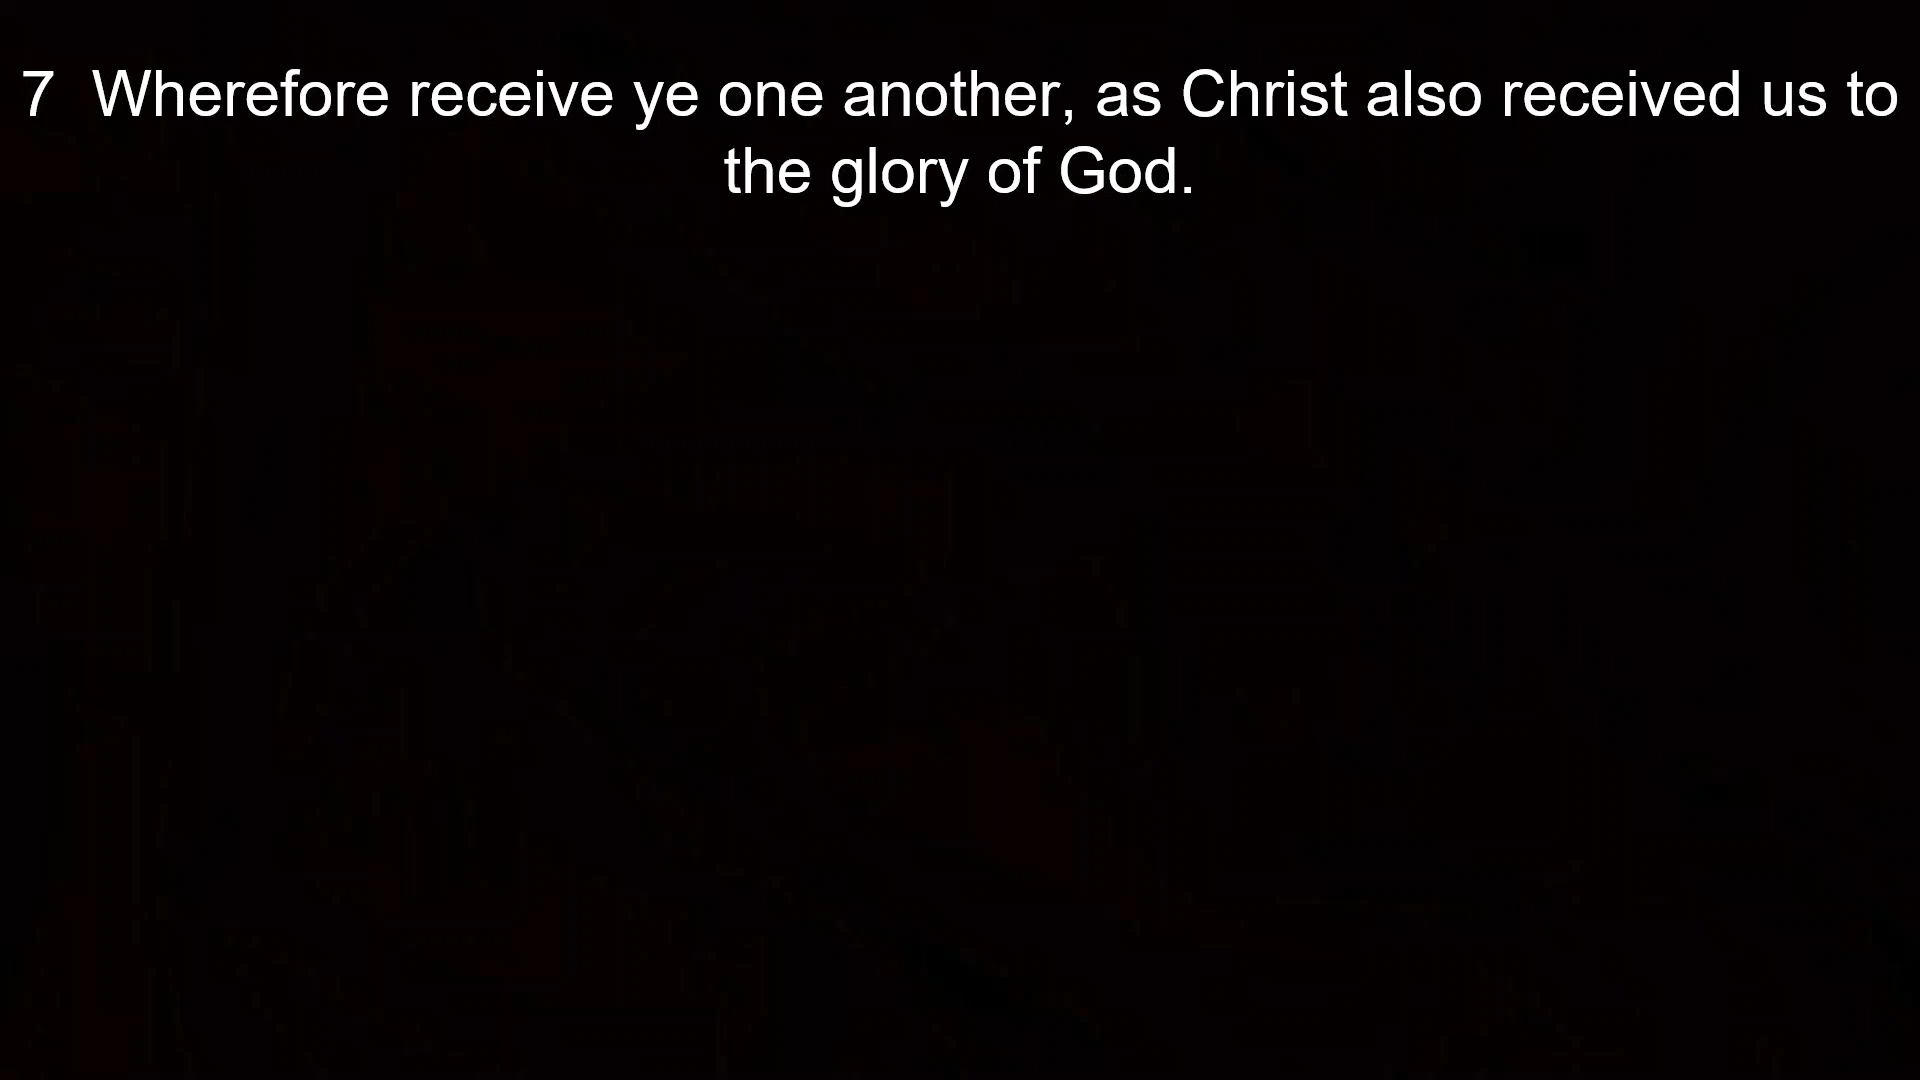 7  Wherefore receive ye one another, as Christ also received us to
the glory of God.